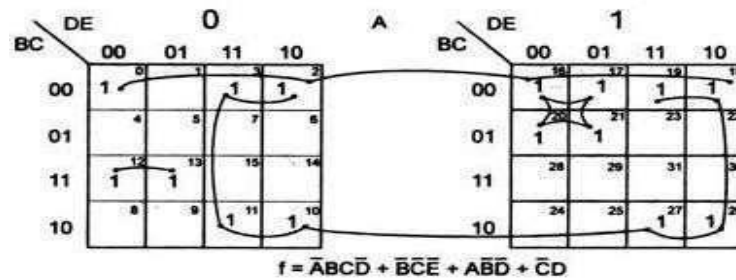 DE 0 A DE 1
BC 00 01 11 10 BC 00 01 11 10
0 1 3 2 16 17 19
00 1 1 1 00 1 1 1 1
4 5 7 6 20 21 23
01 01 1 1
12 13 15 14 28 29 31
11 1 1 11
8 9 11 10 24 25 27
10 1 1 10 1 1
f = A̅BCD̅ + B̅C̅E̅ + AB̅D̅ + C̅D